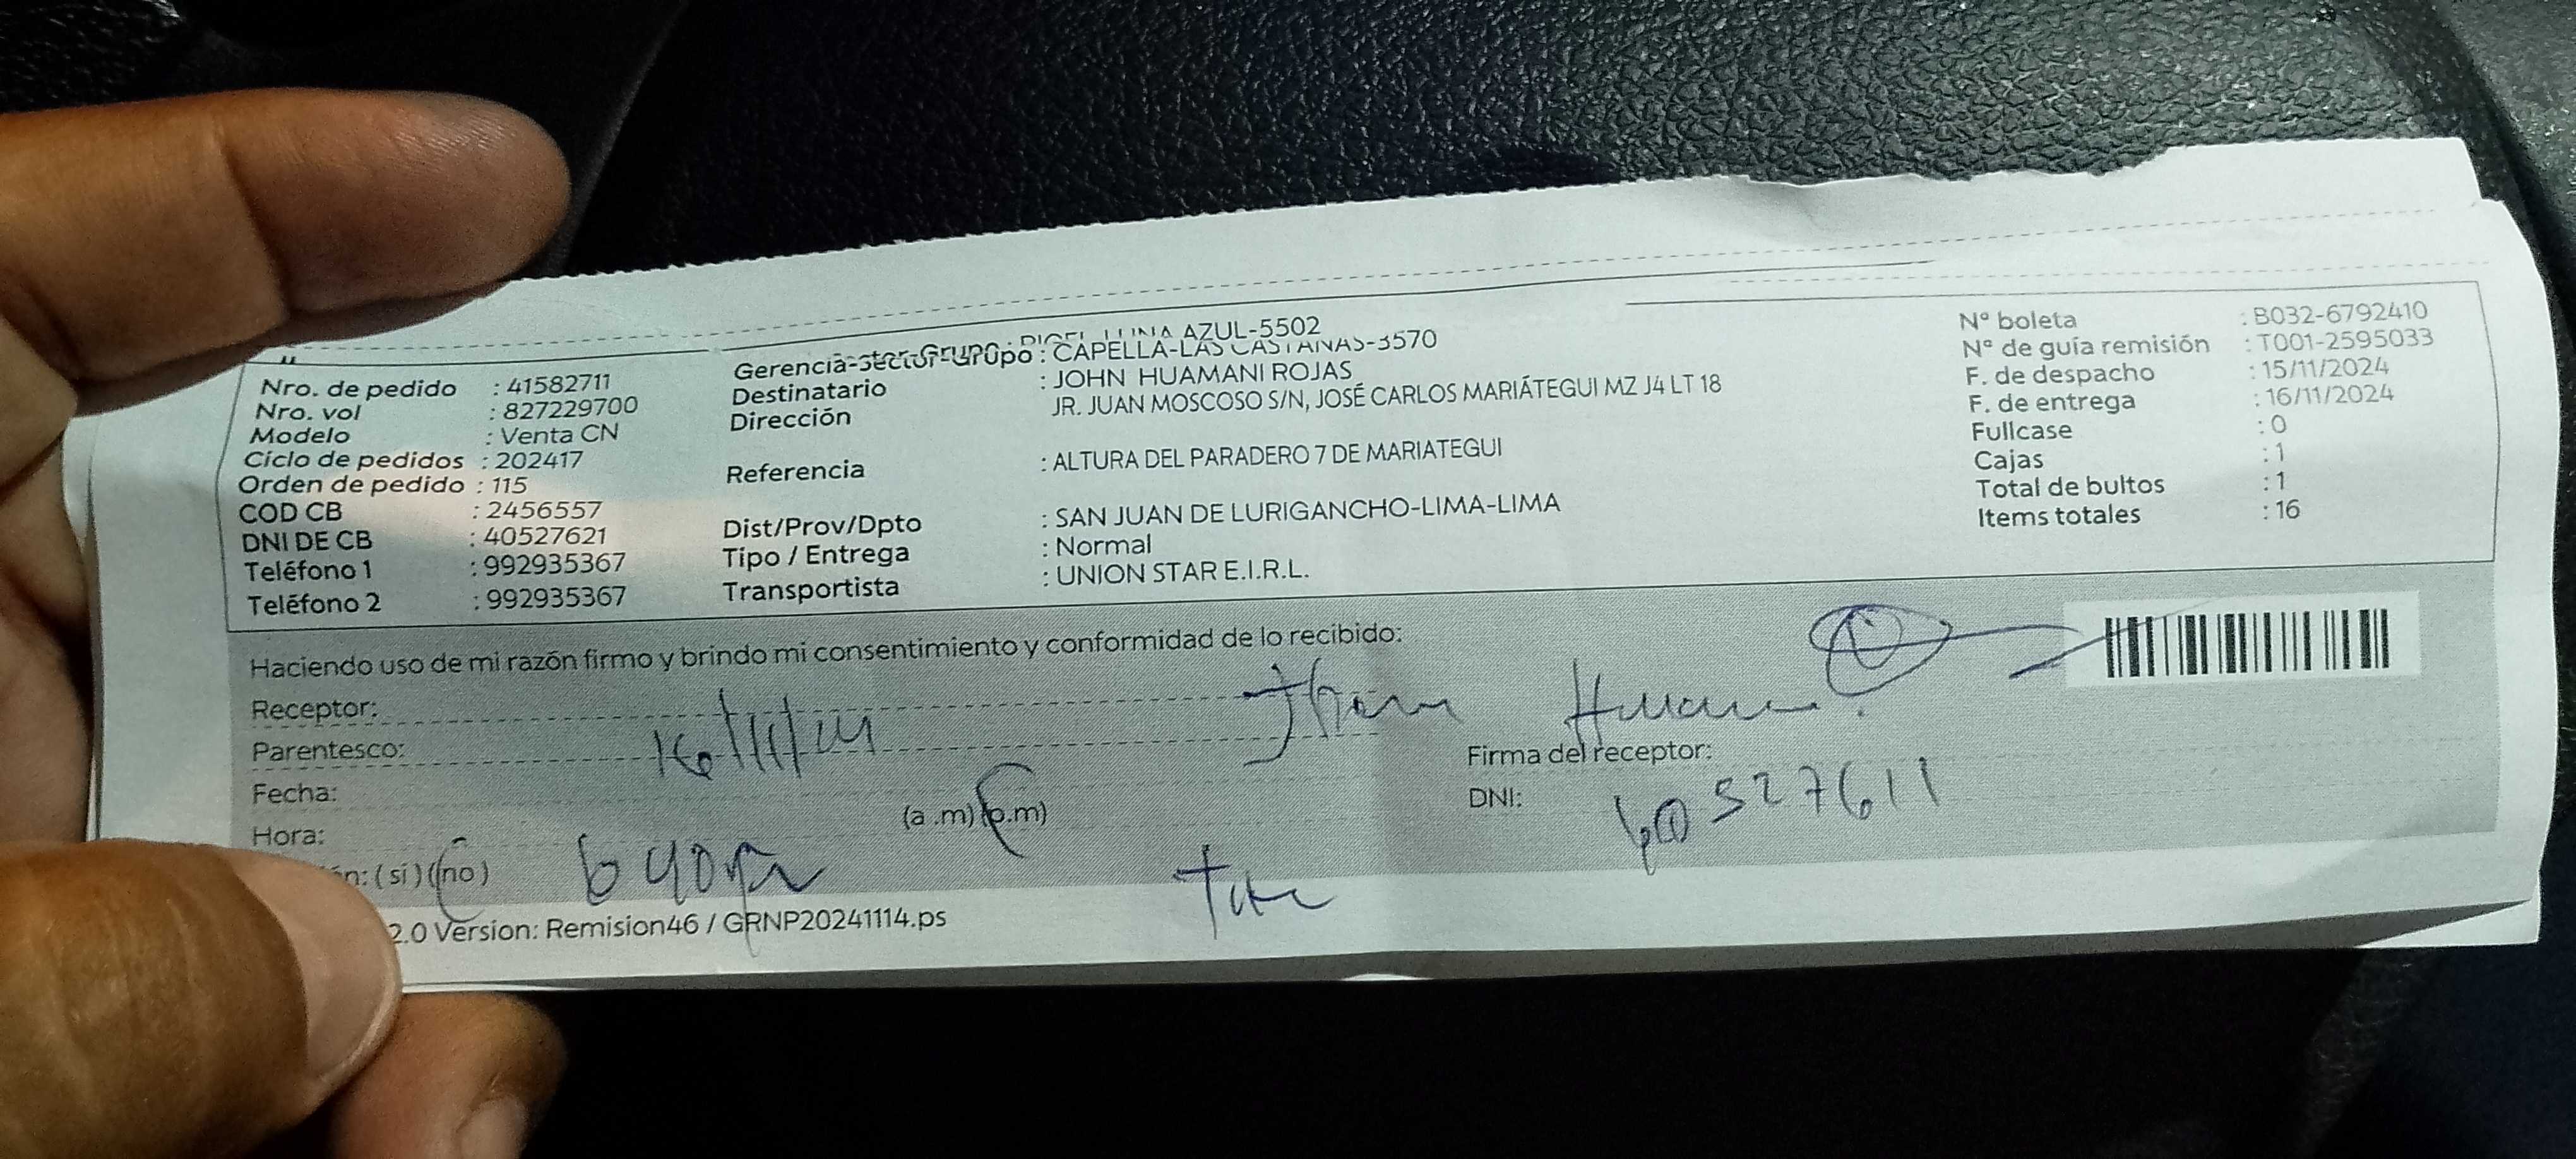 Gerencia-Sector-Grupo : CAPELLA-LAS CASTANAS-3570
AZUL-5502
Nro. de pedido : 41582711
Nro. vol : 827229700
Modelo : Venta CN
Ciclo de pedidos : 202417
Orden de pedido : 115
COD CB : 2456557
DNI DE CB : 40527621
Teléfono 1 : 992935367
Teléfono 2 : 992935367
Destinatario : JOHN HUAMANI ROJAS
Dirección JR. JUAN MOSCOSO S/N, JOSÉ CARLOS MARIÁTEGUI MZ J4 LT 18
Referencia : ALTURA DEL PARADERO 7 DE MARIATEGUI
Dist/Prov/Dpto : SAN JUAN DE LURIGANCHO-LIMA-LIMA
Tipo / Entrega : Normal
Transportista : UNION STAR E.I.R.L.
Nº boleta : B032-6792410
Nº de guía remisión : T001-2595033
F. de despacho : 15/11/2024
F. de entrega : 16/11/2024
Fullcase : 0
Cajas : 1
Total de bultos : 1
Items totales : 16
Haciendo uso de mi razón firmo y brindo mi consentimiento y conformidad de lo recibido:
Receptor: Jhon Huaman
Parentesco:
Fecha: 16/11/24
Hora: (a .m) (p.m)
(sí) (no)
Firma del receptor:
DNI: 40527611
2.0 Version: Remision46 / GRNP20241114.ps